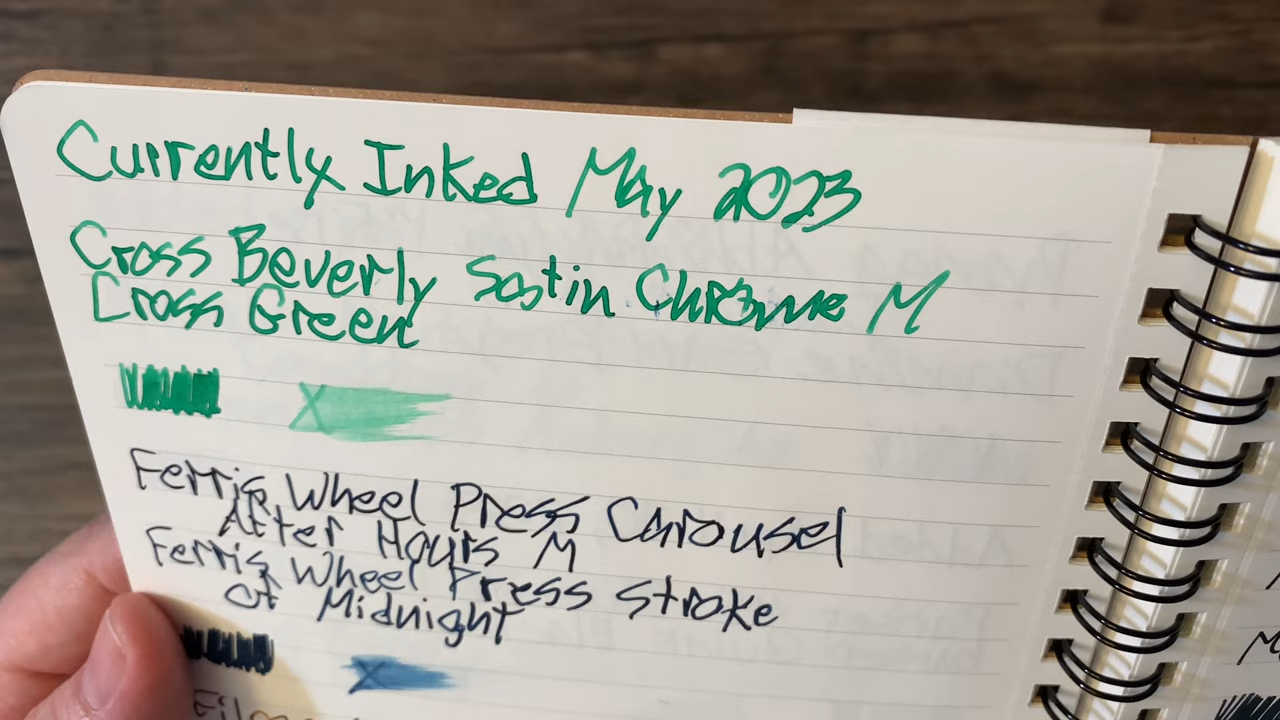 Currently Inked May 2023
Cross Beverly Sastin Chrome M
Cross Green
Ferris Wheel Press Carousel
After Hours M
Ferris Wheel Press Stroke
of Midnight